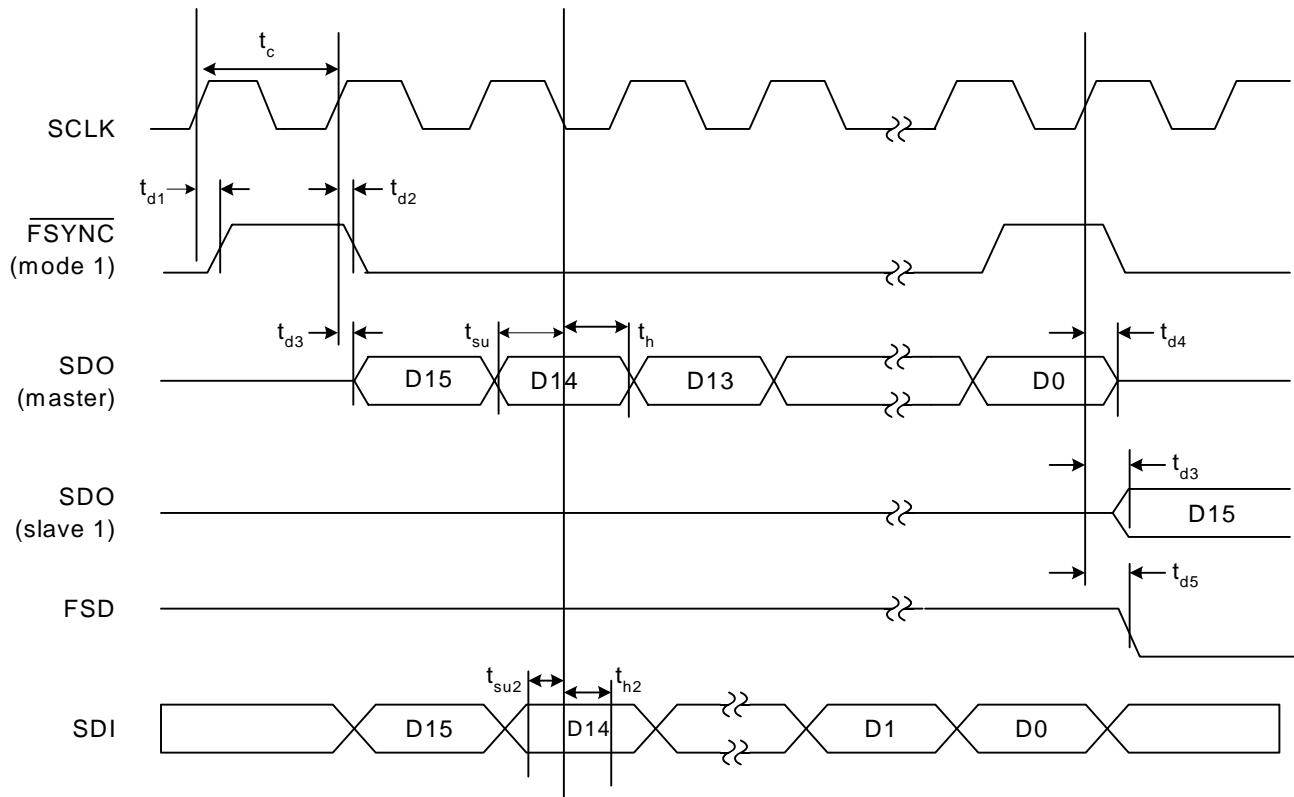 t_c
SCLK
t_d1
t_d2
FSYNC
(mode 1)
t_d3
t_su
t_h
t_d4
SDO
(master)
D15
D14
D13
D0
t_d3
SDO
(slave 1)
D15
t_d5
FSD
t_su2
t_h2
SDI
D15
D14
D1
D0